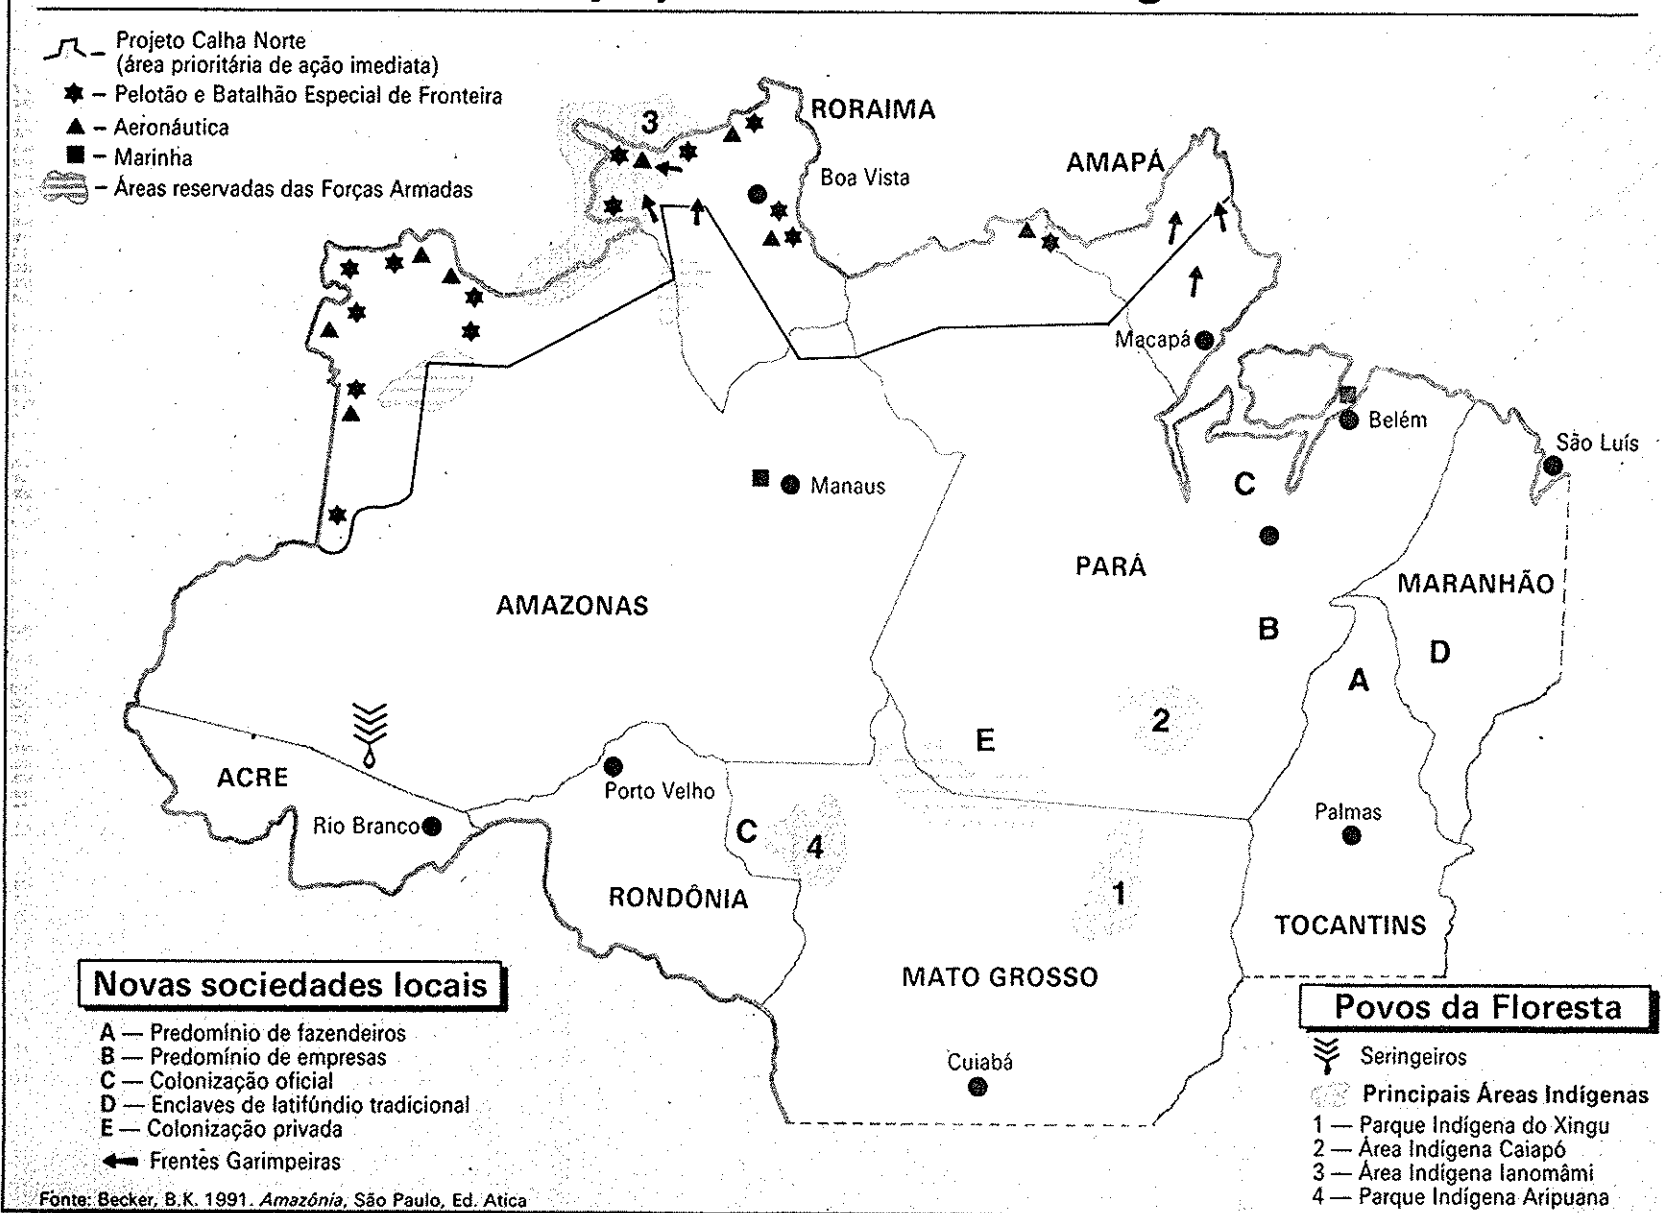 Projeto Calha Norte
(área prioritária de ação imediata)
Pelotão e Batalhão Especial de Fronteira
Aeronáutica
Marinha
Áreas reservadas das Forças Armadas
3
RORAIMA
Boa Vista
AMAPÁ
Macapá
Belém
São Luís
Manaus
C
PARÁ
AMAZONAS
MARANHÃO
B
D
A
2
E
ACRE
Porto Velho
Rio Branco
C
4
Palmas
1
RONDÔNIA
TOCANTINS
MATO GROSSO
Cuiabá
Novas sociedades locais
A — Predomínio de fazendeiros
B — Predomínio de empresas
C — Colonização oficial
D — Enclaves de latifúndio tradicional
E — Colonização privada
Frentes Garimpeiras
Fonte: Becker, B.K. 1991. Amazônia, São Paulo, Ed. Atica
Povos da Floresta
Seringeiros
Principais Áreas Indígenas
1 — Parque Indígena do Xingu
2 — Área Indígena Caiapó
3 — Área Indígena Ianomâmi
4 — Parque Indígena Aripuana